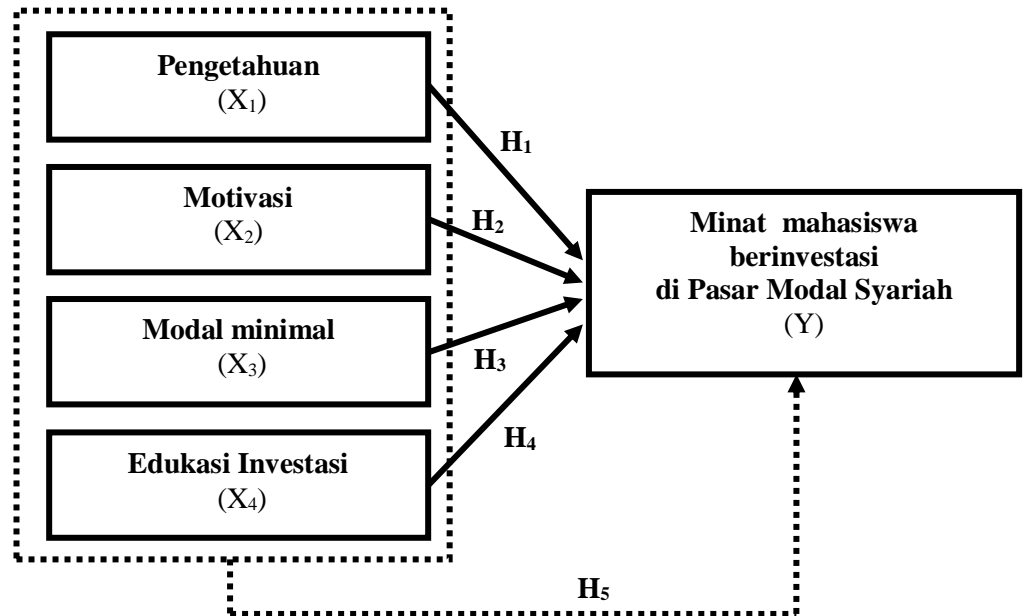 Pengetahuan
(X₁)
H₁
Motivasi
(X₂)
H₂
Modal minimal
(X₃)
H₃
Edukasi Investasi
(X₄)
H₄
Minat mahasiswa
berinvestasi
di Pasar Modal Syariah
(Y)
H₅